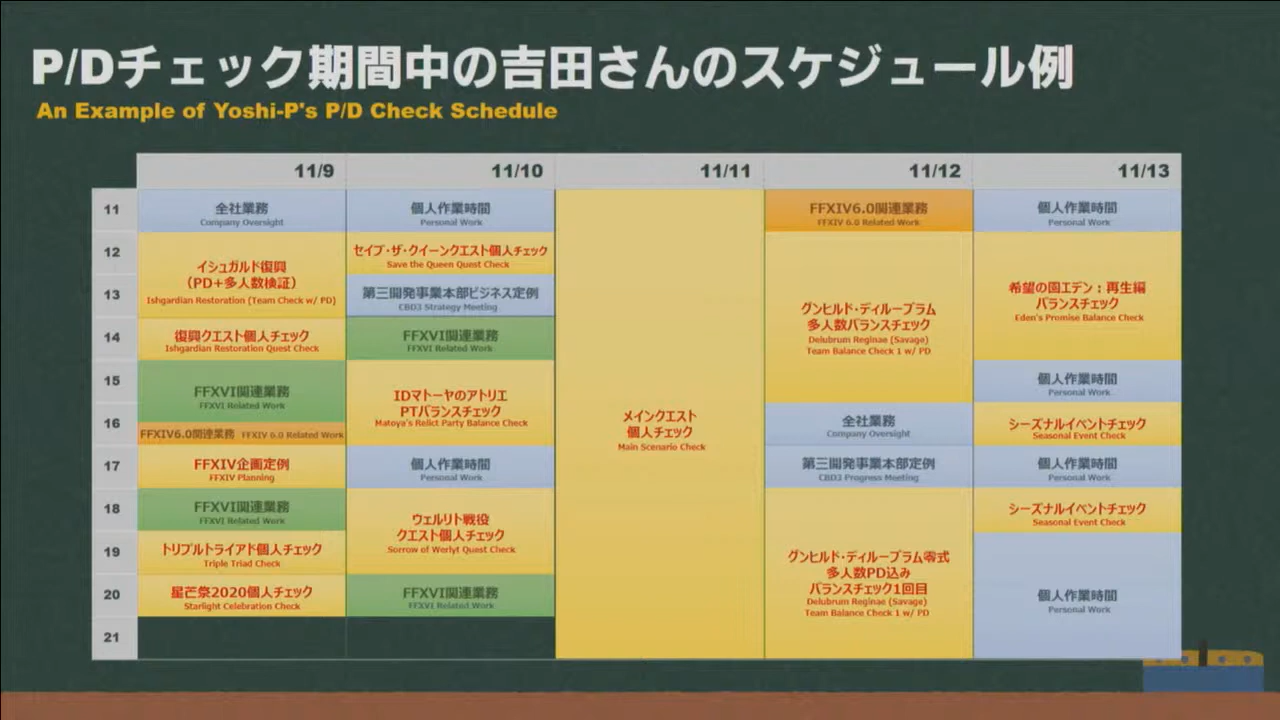 P/Dチェック期間中の吉田さんのスケジュール例
An Example of Yoshi-P's P/D Check Schedule
11/9
11/10
11/11
11/12
11/13
11
12
13
14
15
16
17
18
19
20
21
全社業務
Company Oversight
イシュガルド復興
（PD+多人数検証）
Ishgardian Restoration (Team Check w/ PD)
復興クエスト個人チェック
Ishgardian Restoration Quest Check
FFXVI関連業務
FFXVI Related Work
FFXIV6.0関連業務 FFXIV 6.0 Related Work
FFXIV企画定例
FFXIV Planning
FFXVI関連業務
FFXVI Related Work
トリプルトライアド個人チェック
Triple Triad Check
星芒祭2020個人チェック
Starlight Celebration Check
個人作業時間
Personal Work
セイブ・ザ・クイーンクエスト個人チェック
Save the Queen Quest Check
第三開発事業本部ビジネス定例
CBD3 Strategy Meeting
FFXVI関連業務
FFXVI Related Work
IDマトーヤのアトリエ
PTバランスチェック
Matoya's Relict Party Balance Check
個人作業時間
Personal Work
ウェルリト戦役
クエスト個人チェック
Sorrow of Werlyt Quest Check
FFXVI関連業務
FFXVI Related Work
メインクエスト
個人チェック
Main Scenario Check
FFXIV6.0関連業務
FFXIV 6.0 Related Work
グンヒルド・ディルーブラム
多人数バランスチェック
Delubrum Reginae (Savage)
Team Balance Check 1 w/ PD
全社業務
Company Oversight
第三開発事業本部定例
CBD3 Progress Meeting
グンヒルド・ディルーブラム零式
多人数PD込み
バランスチェック1回目
Delubrum Reginae (Savage)
Team Balance Check 1 w/ PD
個人作業時間
Personal Work
希望の園エデン：再生編
バランスチェック
Eden's Promise Balance Check
個人作業時間
Personal Work
シーズナルイベントチェック
Seasonal Event Check
個人作業時間
Personal Work
シーズナルイベントチェック
Seasonal Event Check
個人作業時間
Personal Work